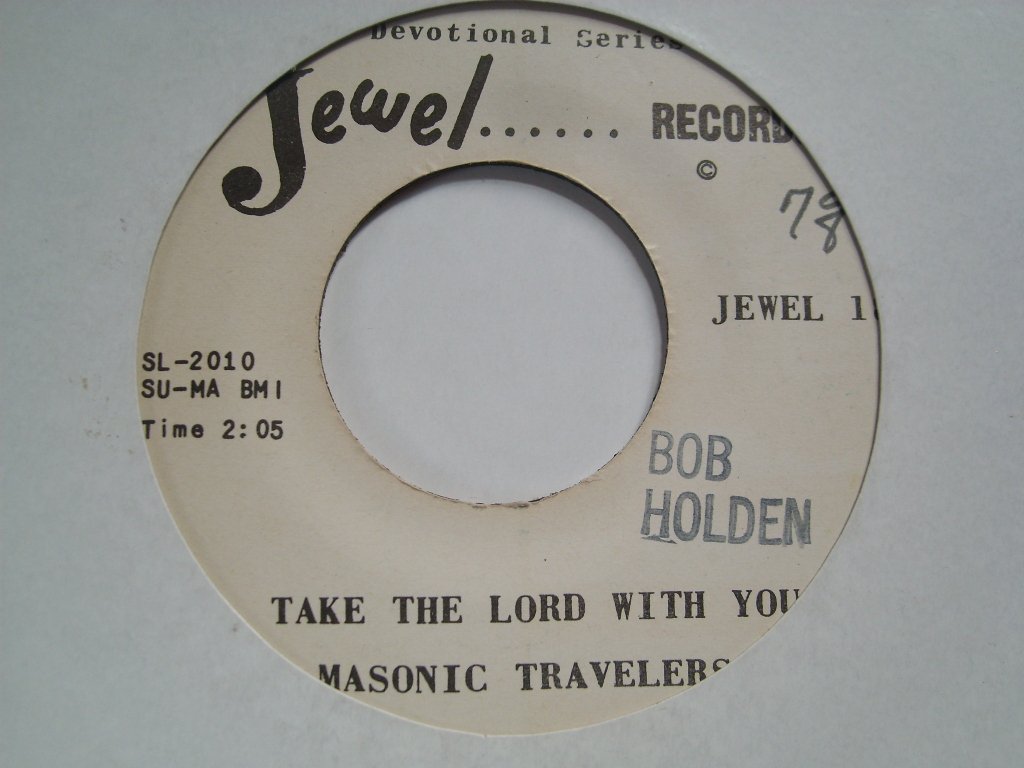 Devotional Series
Jewel...... RECORD
©
78
JEWEL 1
SL-2010
SU-MA BMI
Time 2:05
BOB
HOLDEN
TAKE THE LORD WITH YOU
MASONIC TRAVELERS